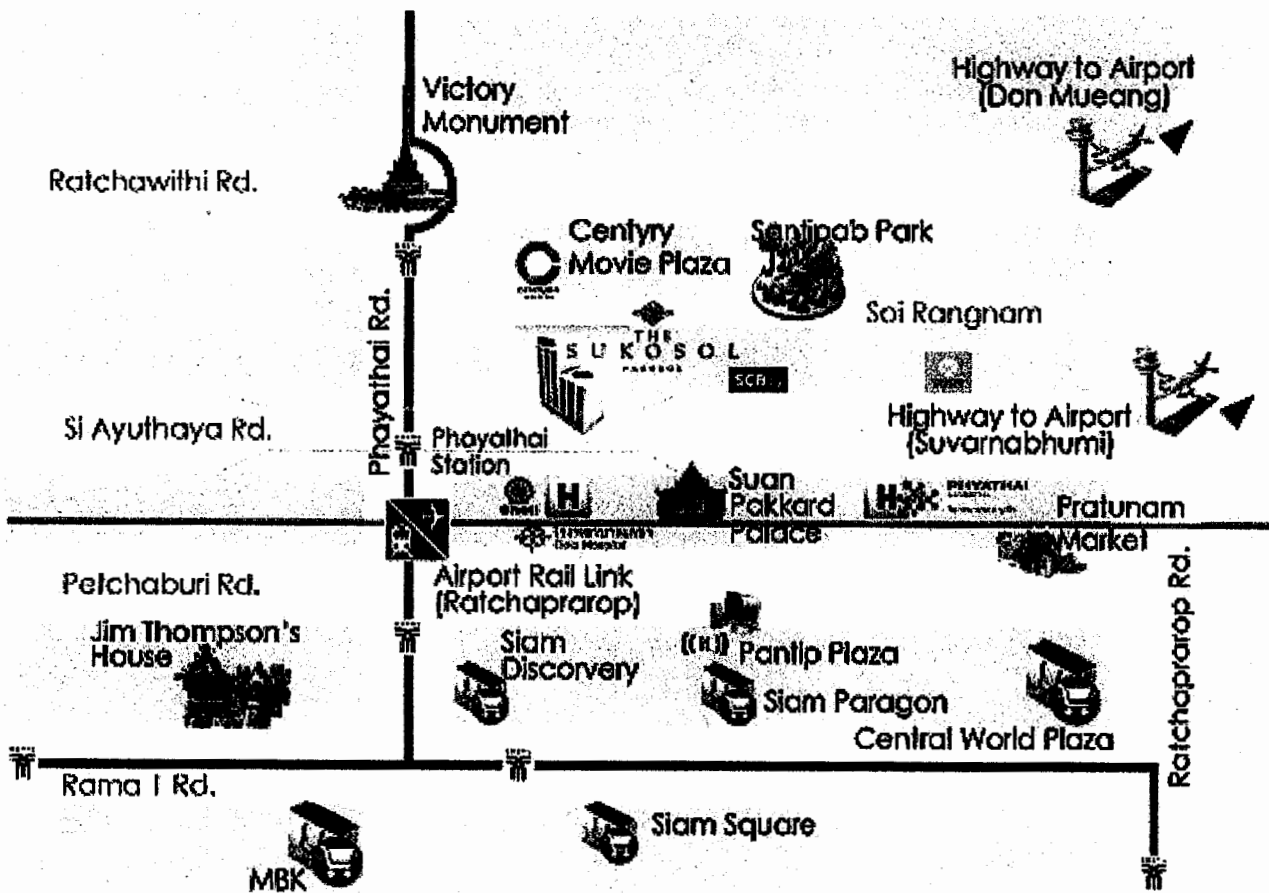 Highway to Airport
(Don Mueang)
Victory
Monument
Ratchawithi Rd.
Centyry
Movie Plaza
Santipab Park
Soi Rangnam
Phayathai Rd.
THE
SUKOSOL
SCB
Highway to Airport
(Suvarnabhumi)
Si Ayuthaya Rd.
Phayathai
Station
H
Suan
Pakkard
Palace
H
PHYATHAI
Pratunam
Market
Petchaburi Rd.
Airport Rail Link
(Ratchaprarop)
Ratchaprarop Rd.
Jim Thompson's
House
Siam
Discorvery
Pantip Plaza
Siam Paragon
Central World Plaza
Rama 1 Rd.
Siam Square
MBK